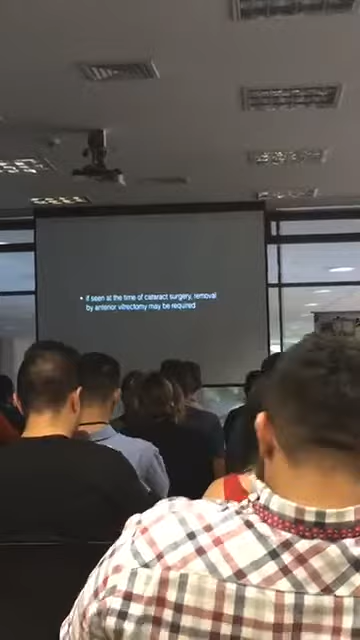 • If seen at the time of cataract surgery, removal
by anterior vitrectomy may be required